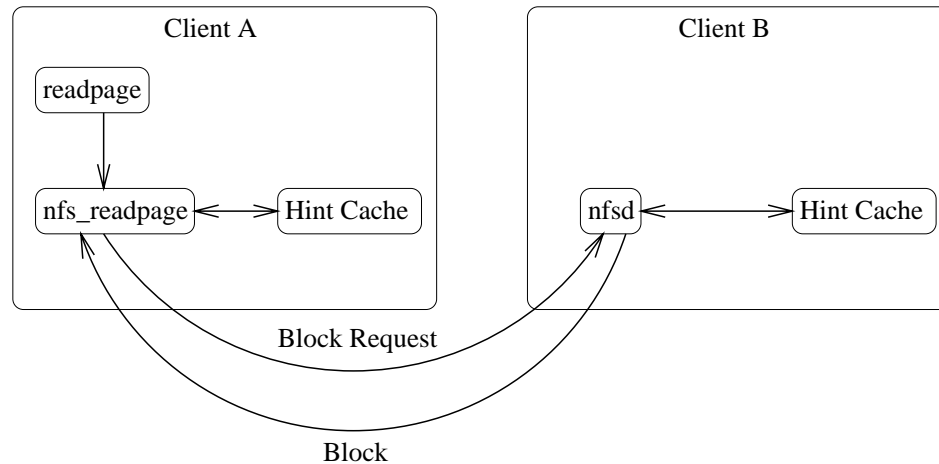 Client A
Client B
readpage
nfs_readpage
Hint Cache
nfsd
Hint Cache
Block Request
Block